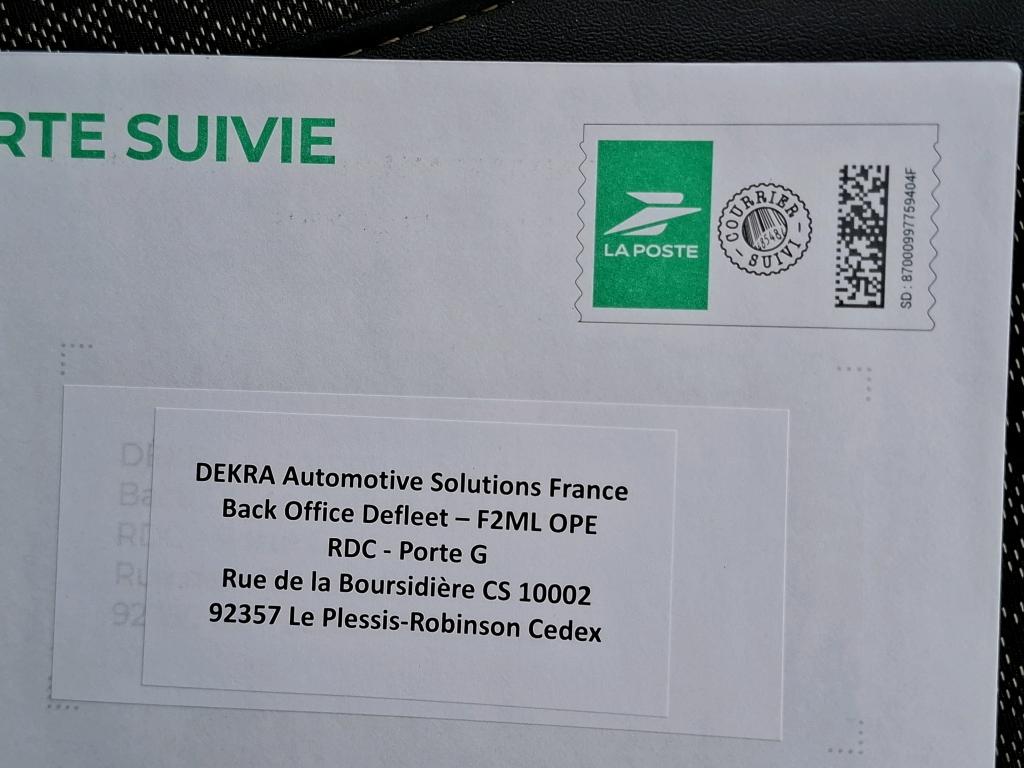 RTE SUIVIE
LA POSTE
COURRIER
SUIVI
SD : 87000997759404F
DEKRA Automotive Solutions France
Back Office Defleet – F2ML OPE
RDC - Porte G
Rue de la Boursidière CS 10002
92357 Le Plessis-Robinson Cedex